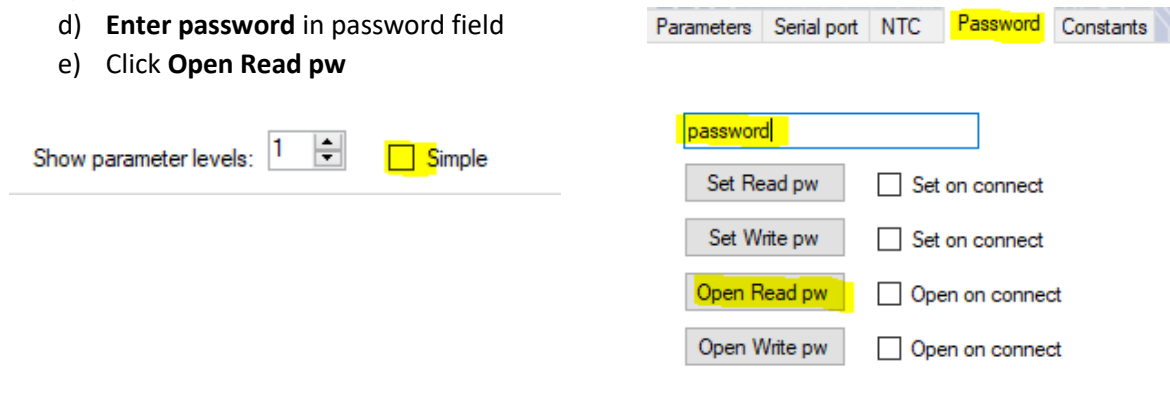 d) Enter password in password field
e) Click Open Read pw
Show parameter levels: 1 Simple
Parameters Serial port NTC Password Constants
password
Set Read pw Set on connect
Set Write pw Set on connect
Open Read pw Open on connect
Open Write pw Open on connect